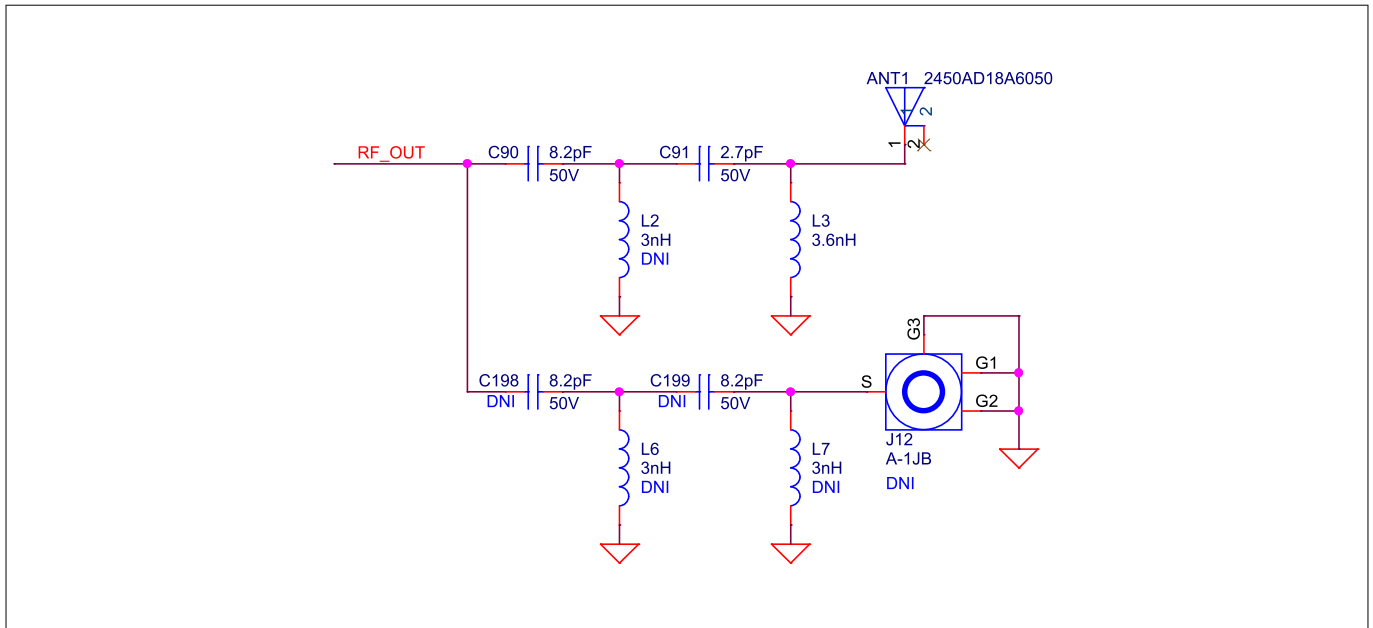 ANT1 2450AD18A6050
1 2
1 2
RF_OUT
C90 8.2pF
50V
C91 2.7pF
50V
L2
3nH
DNI
L3
3.6nH
G3
G1
G2
S
C198 8.2pF
DNI 50V
C199 8.2pF
DNI 50V
L6
3nH
DNI
L7
3nH
DNI
J12
A-1JB
DNI